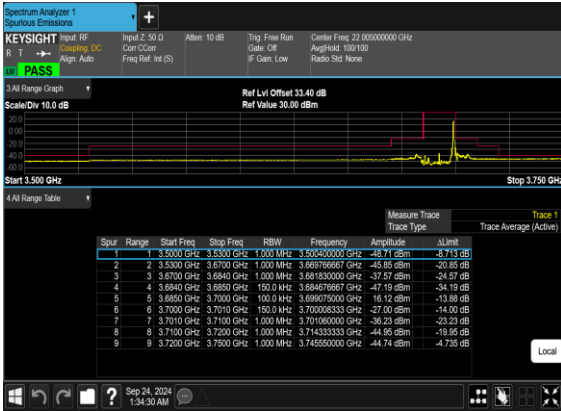 Spectrum Analyzer 1
Spurious Emissions
KEYSIGHT Input: RF Input Z: 50 Ω Atten: 10 dB Trig: Free Run Center Freq: 22.005000000 GHz
R T Coupling: DC Corr CCorr Gate: Off Avg|Hold: 100/100
Align: Auto Freq Ref: Int (S) IF Gain: Low Radio Std: None
PASS
3 All Range Graph
Ref Lvl Offset 33.40 dB
Scale/Div 10.0 dB Ref Value 30.00 dBm
20.0
0.00
-20.0
-40.0
-60.0
Start 3.500 GHz Stop 3.750 GHz
4 All Range Table
Measure Trace Trace 1
Trace Type Trace Average (Active)
Spur Range Start Freq Stop Freq RBW Frequency Amplitude ΔLimit
1 1 3.5000 GHz 3.5300 GHz 1.000 MHz 3.500400000 GHz -48.71 dBm -8.713 dB
2 2 3.5300 GHz 3.6700 GHz 1.000 MHz 3.669766667 GHz -45.85 dBm -20.85 dB
3 3 3.6700 GHz 3.6840 GHz 1.000 MHz 3.681830000 GHz -37.57 dBm -24.57 dB
4 4 3.6840 GHz 3.6850 GHz 150.0 kHz 3.684676667 GHz -47.19 dBm -34.19 dB
5 5 3.6850 GHz 3.7000 GHz 100.0 kHz 3.699075000 GHz 16.12 dBm -13.88 dB
6 6 3.7000 GHz 3.7010 GHz 150.0 kHz 3.700008333 GHz -27.00 dBm -14.00 dB
7 7 3.7010 GHz 3.7100 GHz 1.000 MHz 3.701060000 GHz -36.23 dBm -23.23 dB
8 8 3.7100 GHz 3.7200 GHz 1.000 MHz 3.714333333 GHz -44.95 dBm -19.95 dB
9 9 3.7200 GHz 3.7500 GHz 1.000 MHz 3.745550000 GHz -44.74 dBm -4.735 dB
Local
Sep 24, 2024
1:34:30 AM